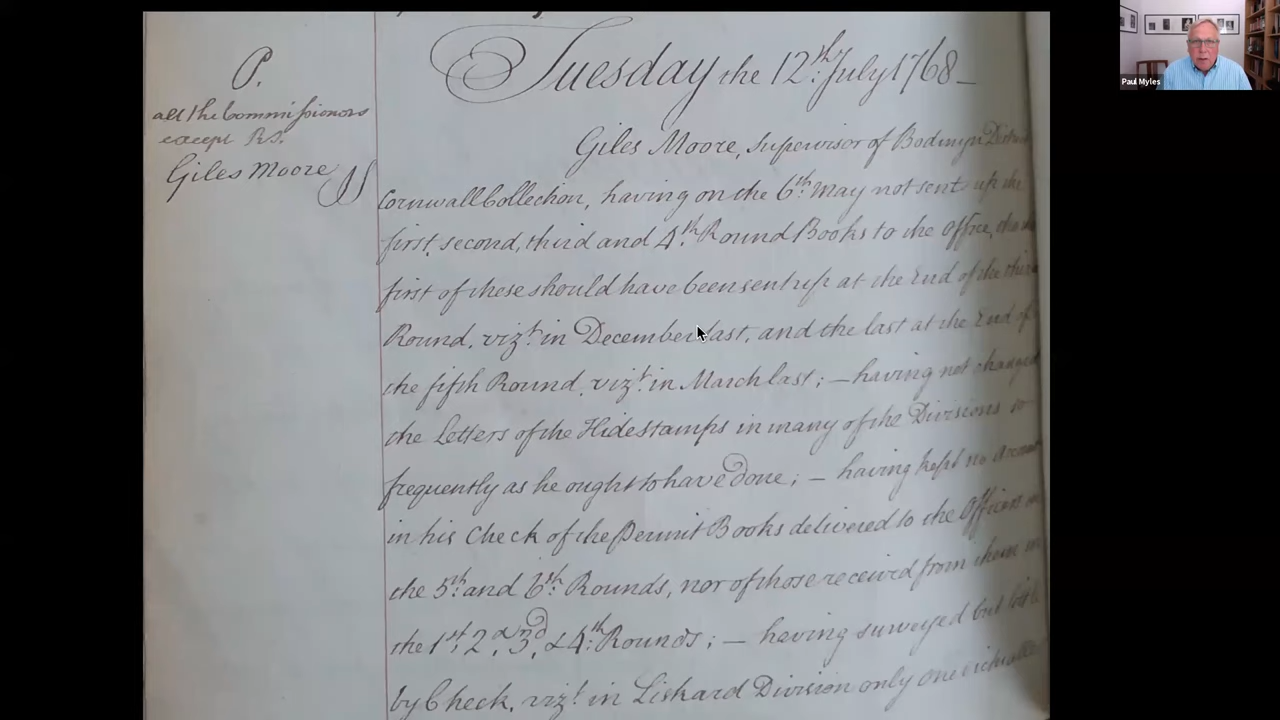 P.
all the Commissioners
except RS.
Giles Moore
Tuesday the 12th July 1768 —
Giles Moore, Supervisor of Bodmyn District
Cornwall Collection, having on the 6th May not sent up the
first, second, third and 4th Round Books to the Office, tho' the
first of these should have been sent up at the End of the third
Round, vizt. in December last, and the last at the End of
the fifth Round, vizt. in March last; — having not changed
the Letters of the Hide stamps in many of the Divisions so
frequently as he ought to have done; — having kept no Account
in his Check of the Permit Books delivered to the Officers in
the 5th and 6th Rounds, nor of those received from them in
the 1st, 2d, 3d, & 4th Rounds; — having surveyed but
by Check, vizt. in Liskard Division only one
Paul Myles